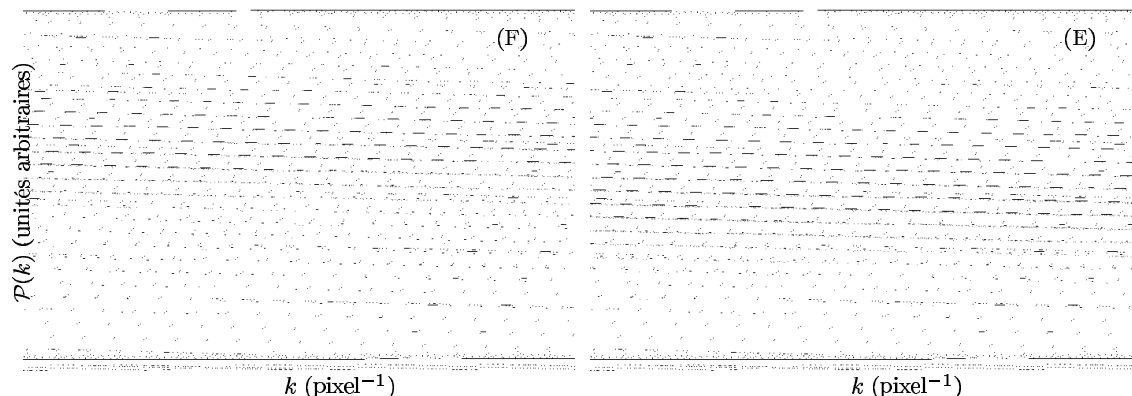 (F)
(E)
𝒫(k) (unités arbitraires)
k (pixel⁻¹)
k (pixel⁻¹)